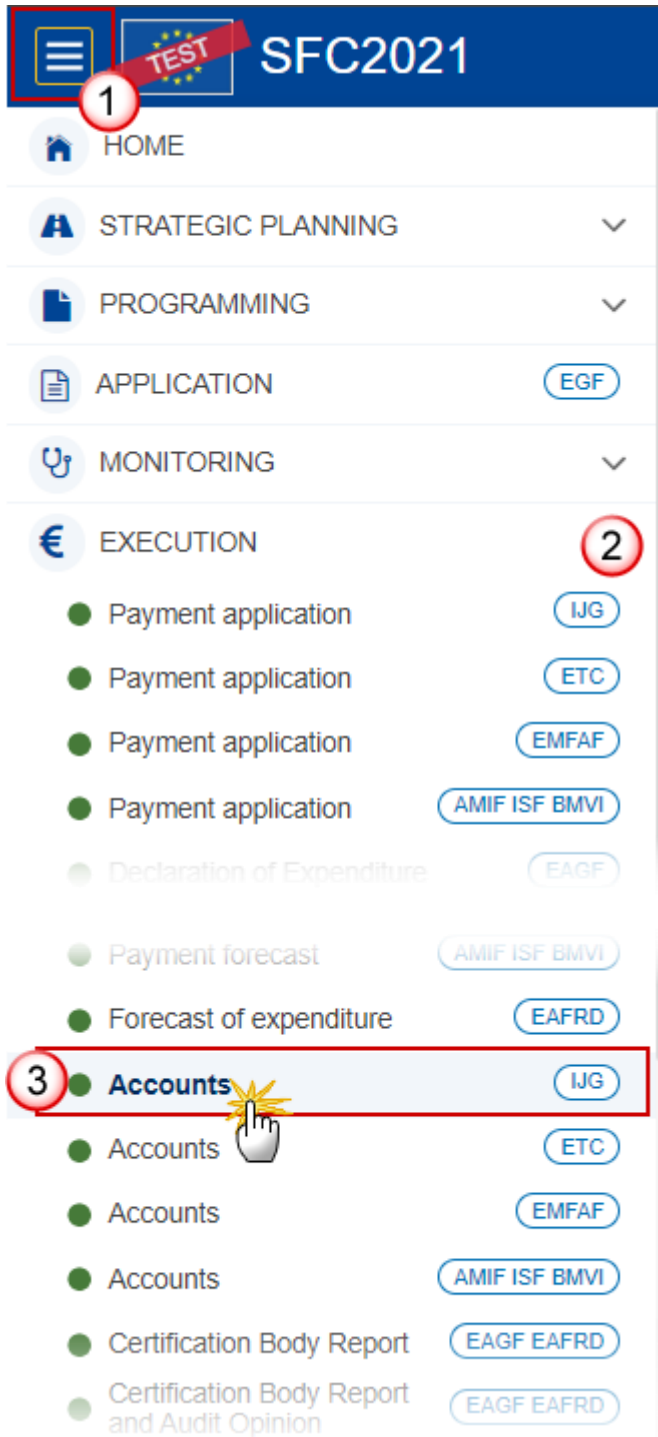 TEST
SFC2021
1
HOME
STRATEGIC PLANNING
PROGRAMMING
APPLICATION EGF
MONITORING
€ EXECUTION 2
Payment application IJG
Payment application ETC
Payment application EMFAF
Payment application AMIF ISF BMVI
Declaration of Expenditure EAGF
Payment forecast AMIF ISF BMVI
Forecast of expenditure EAFRD
3 Accounts IJG
Accounts ETC
Accounts EMFAF
Accounts AMIF ISF BMVI
Certification Body Report EAGF EAFRD
Certification Body Report EAGF EAFRD
and Audit Opinion